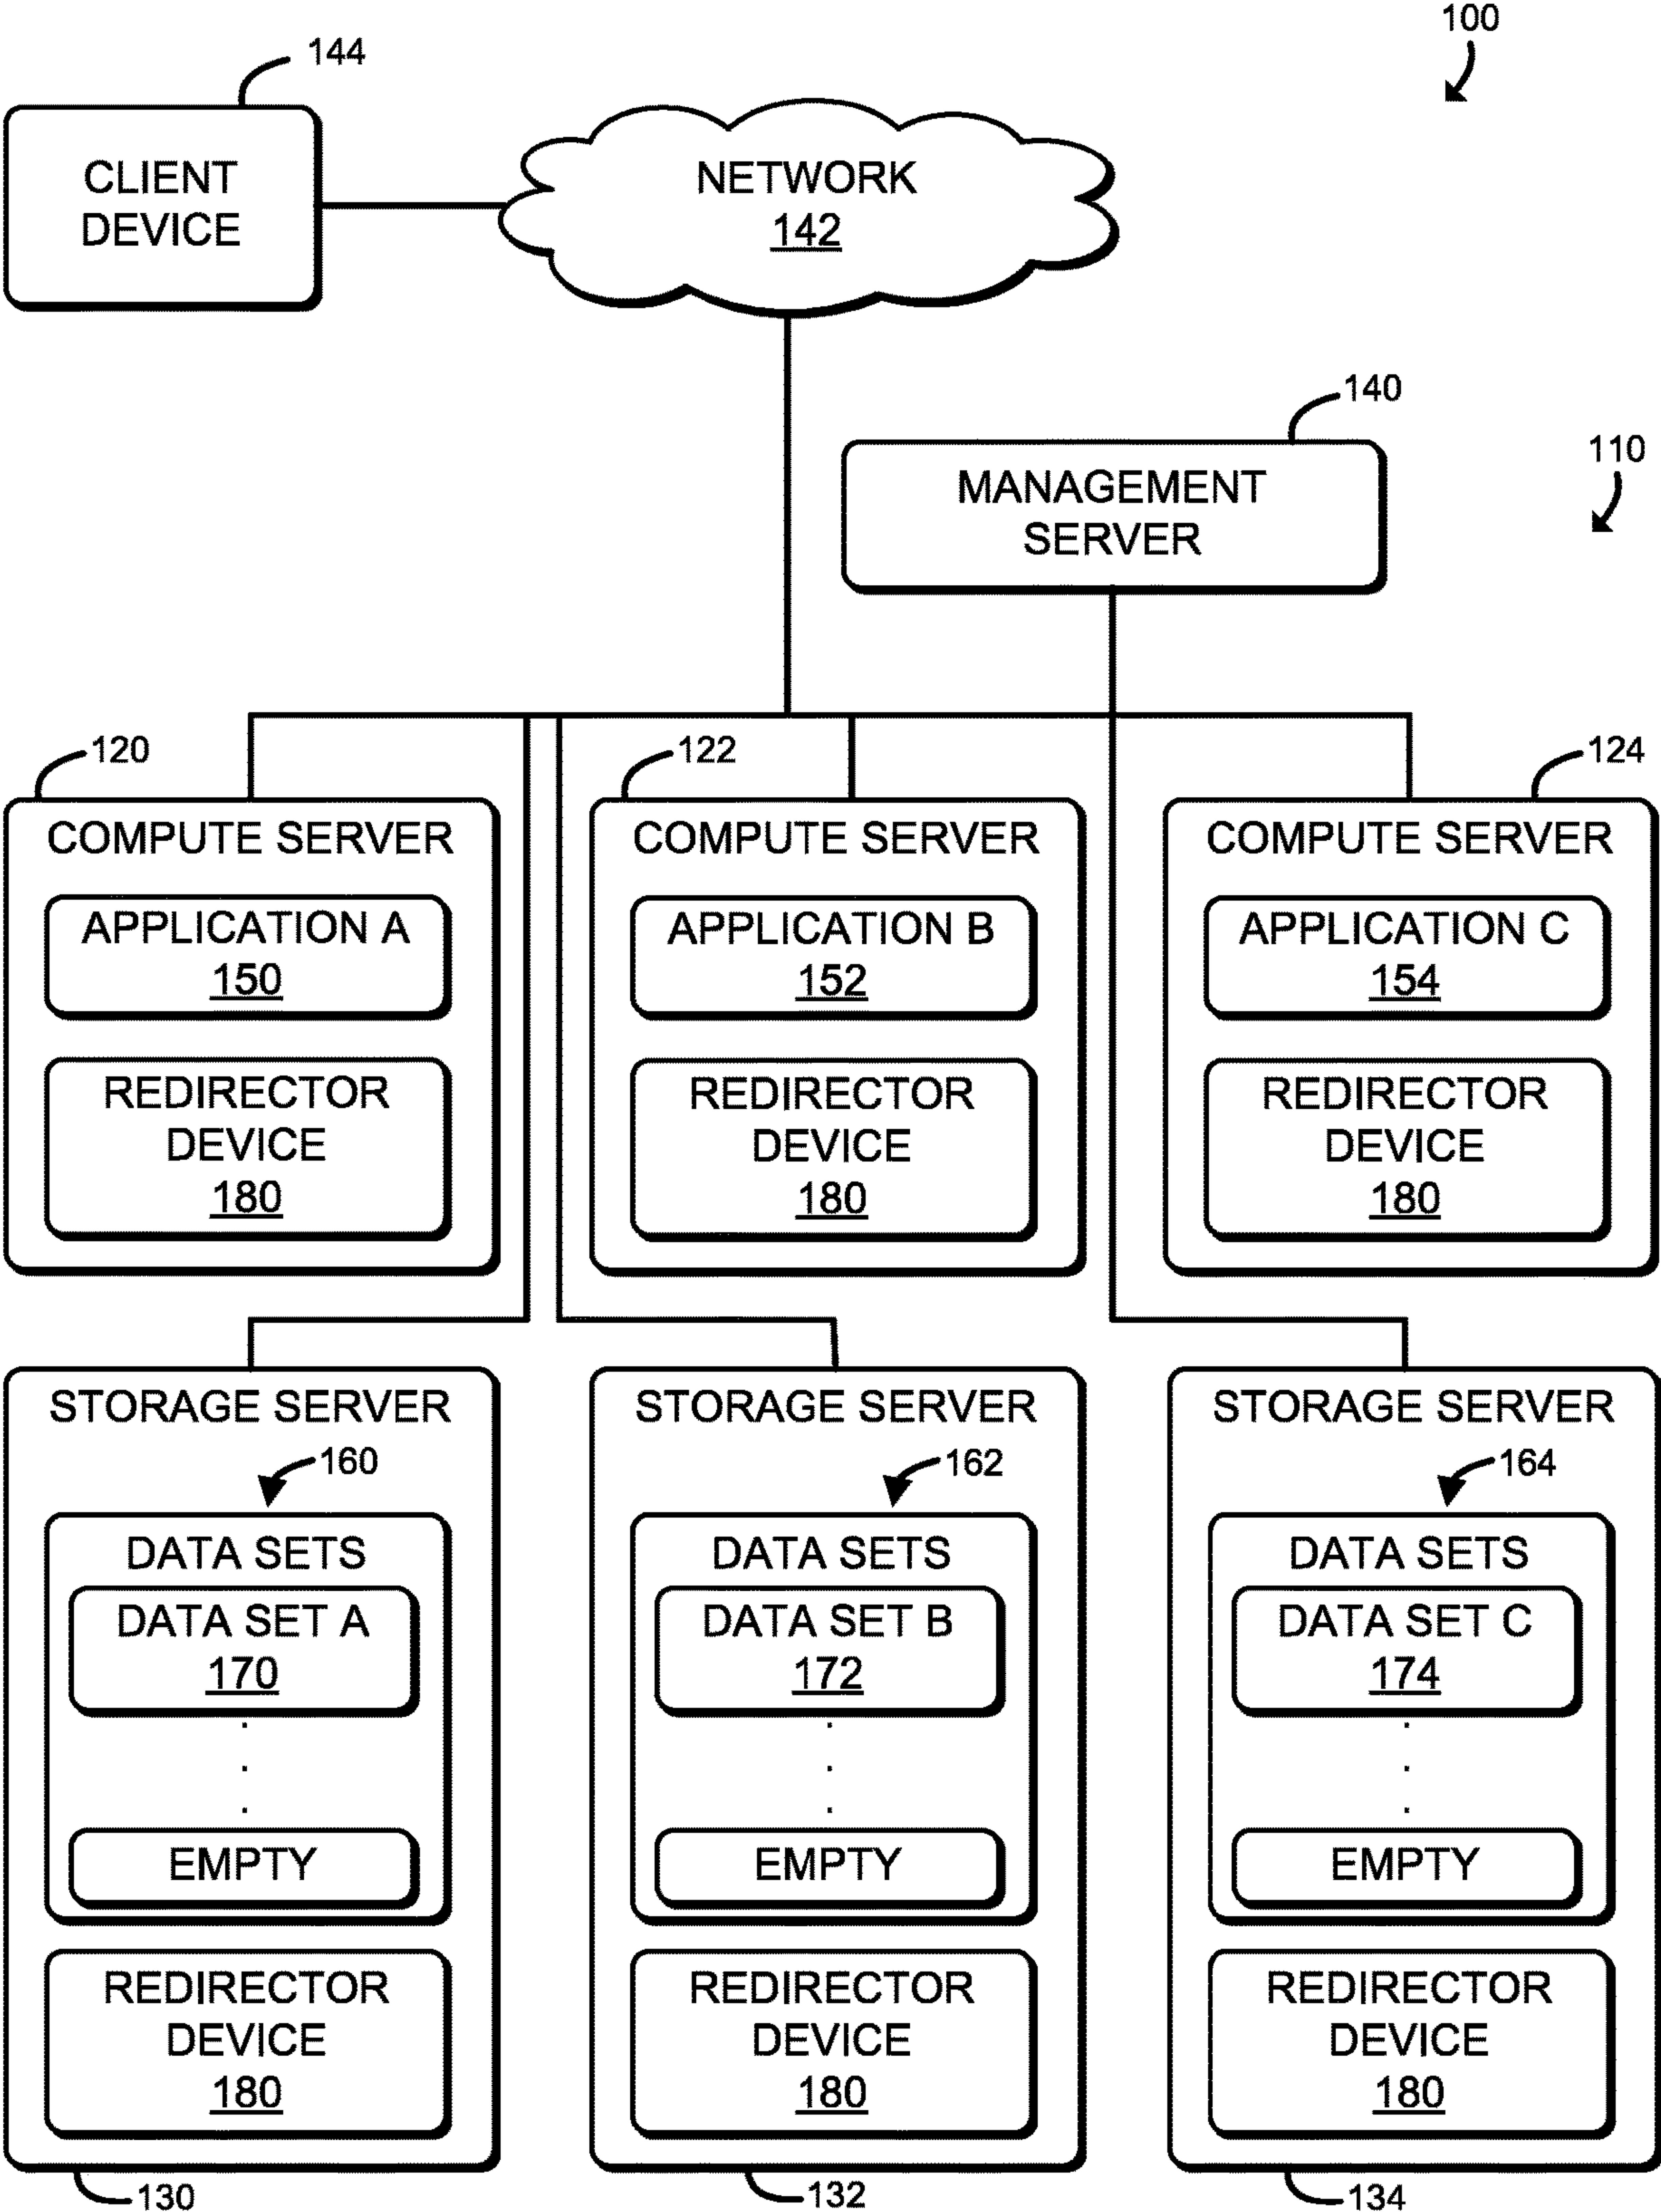 100
144
CLIENT
DEVICE
NETWORK
142
140
110
MANAGEMENT
SERVER
120
122
124
COMPUTE SERVER
APPLICATION A
150
REDIRECTOR
DEVICE
180
COMPUTE SERVER
APPLICATION B
152
REDIRECTOR
DEVICE
180
COMPUTE SERVER
APPLICATION C
154
REDIRECTOR
DEVICE
180
STORAGE SERVER
160
DATA SETS
DATA SET A
170
.
.
.
EMPTY
REDIRECTOR
DEVICE
180
130
STORAGE SERVER
162
DATA SETS
DATA SET B
172
.
.
.
EMPTY
REDIRECTOR
DEVICE
180
132
STORAGE SERVER
164
DATA SETS
DATA SET C
174
.
.
.
EMPTY
REDIRECTOR
DEVICE
180
134